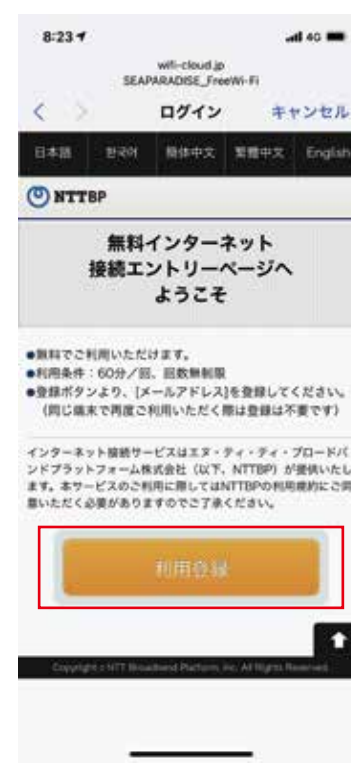 8:23
4G
wifi-cloud.jp
SEAPARADISE_FreeWi-Fi
ログイン
キャンセル
日本語 한국어 簡体中文 繁體中文 English
NTTBP
無料インターネット
接続エントリーページへ
ようこそ
●無料でご利用いただけます。
●利用条件：60分／回、回数無制限
●登録ボタンより、[メールアドレス]を登録してください。
（同じ端末で再度ご利用いただく際は登録は不要です）
インターネット接続サービスはエヌ・ティ・ティ・ブロードバ
ンドプラットフォーム株式会社（以下、NTTBP）が提供いたし
ます。本サービスのご利用に際してはNTTBPの利用規約にご同
意いただく必要がありますのでご了承ください。
利用登録
Copyright c NTT Broadband Platform, Inc. All Rights Reserved.